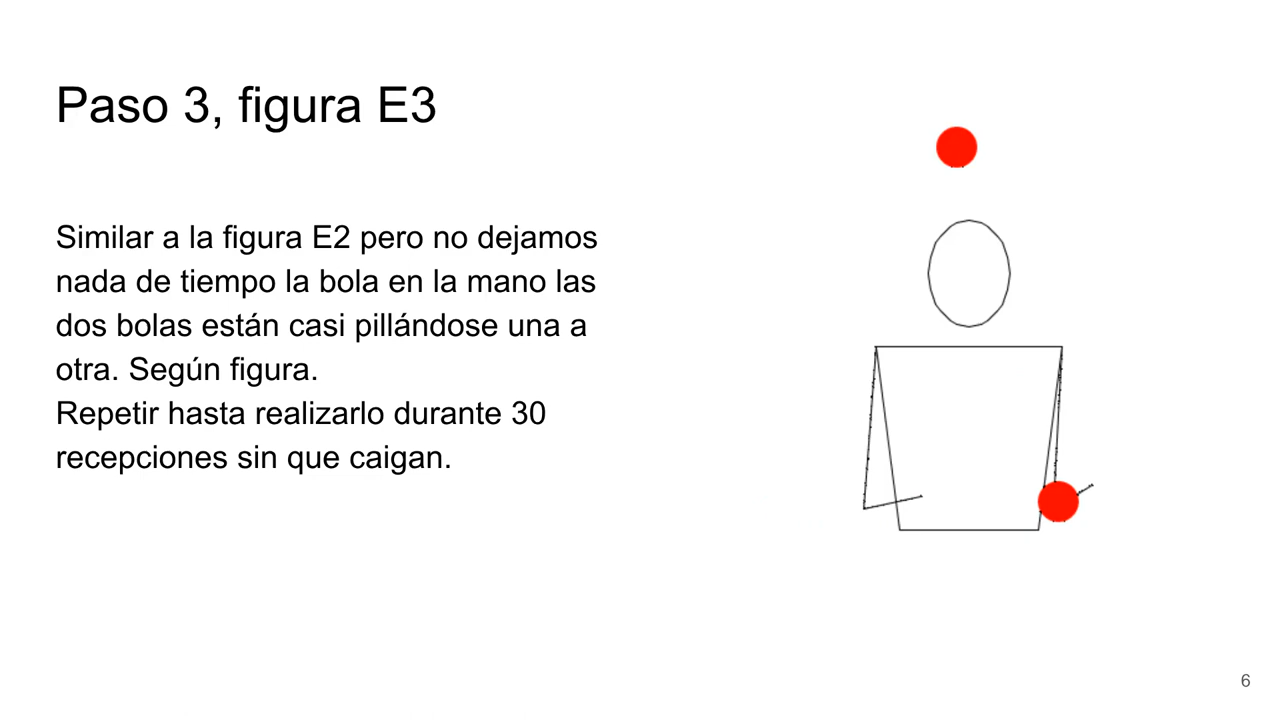 Paso 3, figura E3
Similar a la figura E2 pero no dejamos
nada de tiempo la bola en la mano las
dos bolas están casi pillándose una a
otra. Según figura.
Repetir hasta realizarlo durante 30
recepciones sin que caigan.
6